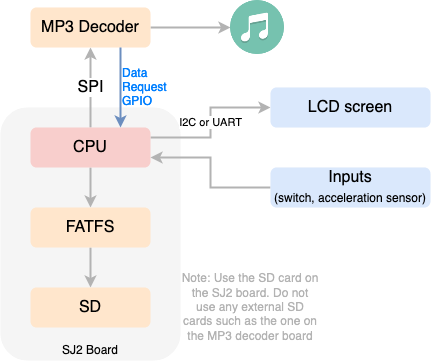 MP3 Decoder
SPI
Data
Request
GPIO
I2C or UART
LCD screen
CPU
Inputs
(switch, acceleration sensor)
FATFS
SD
SJ2 Board
Note: Use the SD card on
the SJ2 board. Do not
use any external SD
cards such as the one on
the MP3 decoder board